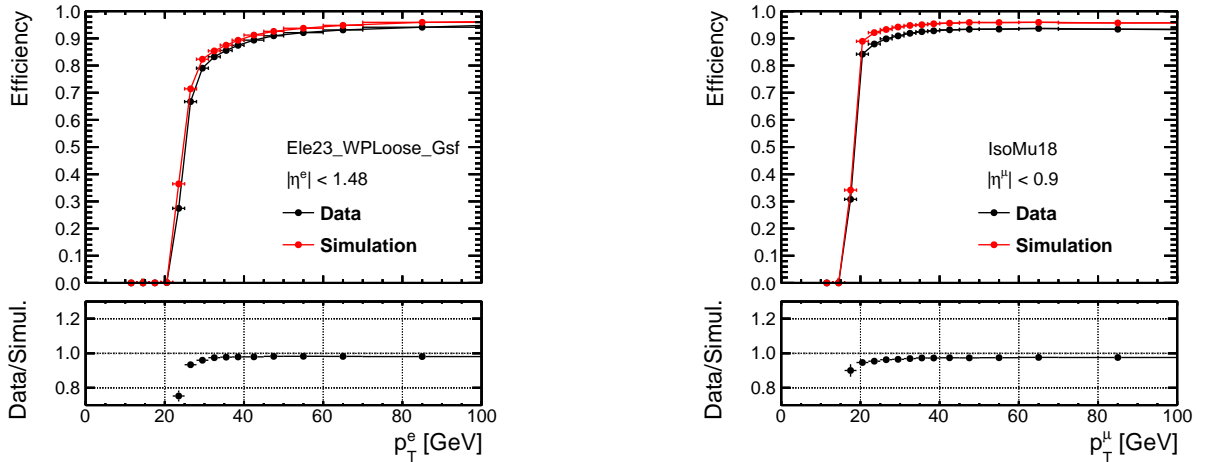 Efficiency
1.0
0.9
0.8
0.7
0.6
0.5
0.4
0.3
0.2
0.1
0.0
Ele23_WPLoose_Gsf
|η^e| < 1.48
Data
Simulation
Data/Simul.
1.2
1.0
0.8
0 20 40 60 80 100
p_T^e [GeV]
Efficiency
1.0
0.9
0.8
0.7
0.6
0.5
0.4
0.3
0.2
0.1
0.0
IsoMu18
|η^μ| < 0.9
Data
Simulation
Data/Simul.
1.2
1.0
0.8
0 20 40 60 80 100
p_T^μ [GeV]